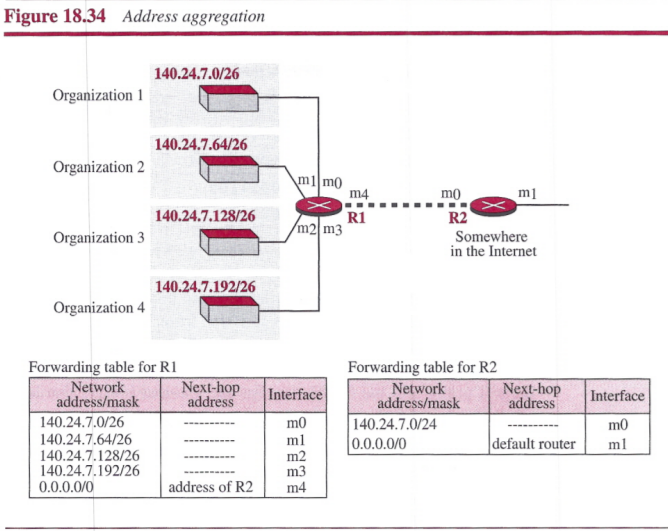 Figure 18.34 Address aggregation
140.24.7.0/26
Organization 1
140.24.7.64/26
Organization 2
m1 m0
m4
m0
m1
140.24.7.128/26
R1
R2
Organization 3
m2 m3
Somewhere
in the Internet
140.24.7.192/26
Organization 4
Forwarding table for R1
Network address/mask Next-hop address Interface
140.24.7.0/26 ---------- m0
140.24.7.64/26 ---------- m1
140.24.7.128/26 ---------- m2
140.24.7.192/26 ---------- m3
0.0.0.0/0 address of R2 m4
Forwarding table for R2
Network address/mask Next-hop address Interface
140.24.7.0/24 ---------- m0
0.0.0.0/0 default router m1